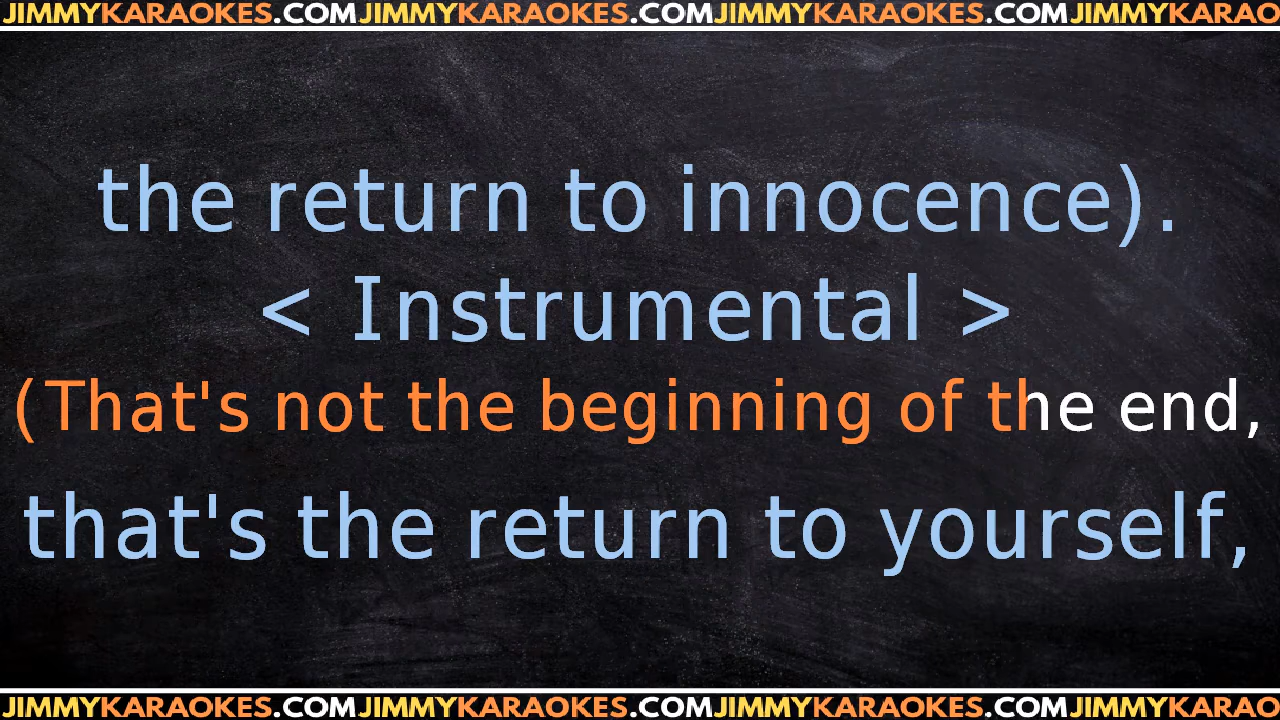 JIMMYKARAOKES.COMJIMMYKARAOKES.COMJIMMYKARAOKES.COMJIMMYKARAO
the return to innocence).
< Instrumental >
(That's not the beginning of the end,
that's the return to yourself,
JIMMYKARAOKES.COMJIMMYKARAOKES.COMJIMMYKARAOKES.COMJIMMYKARAO